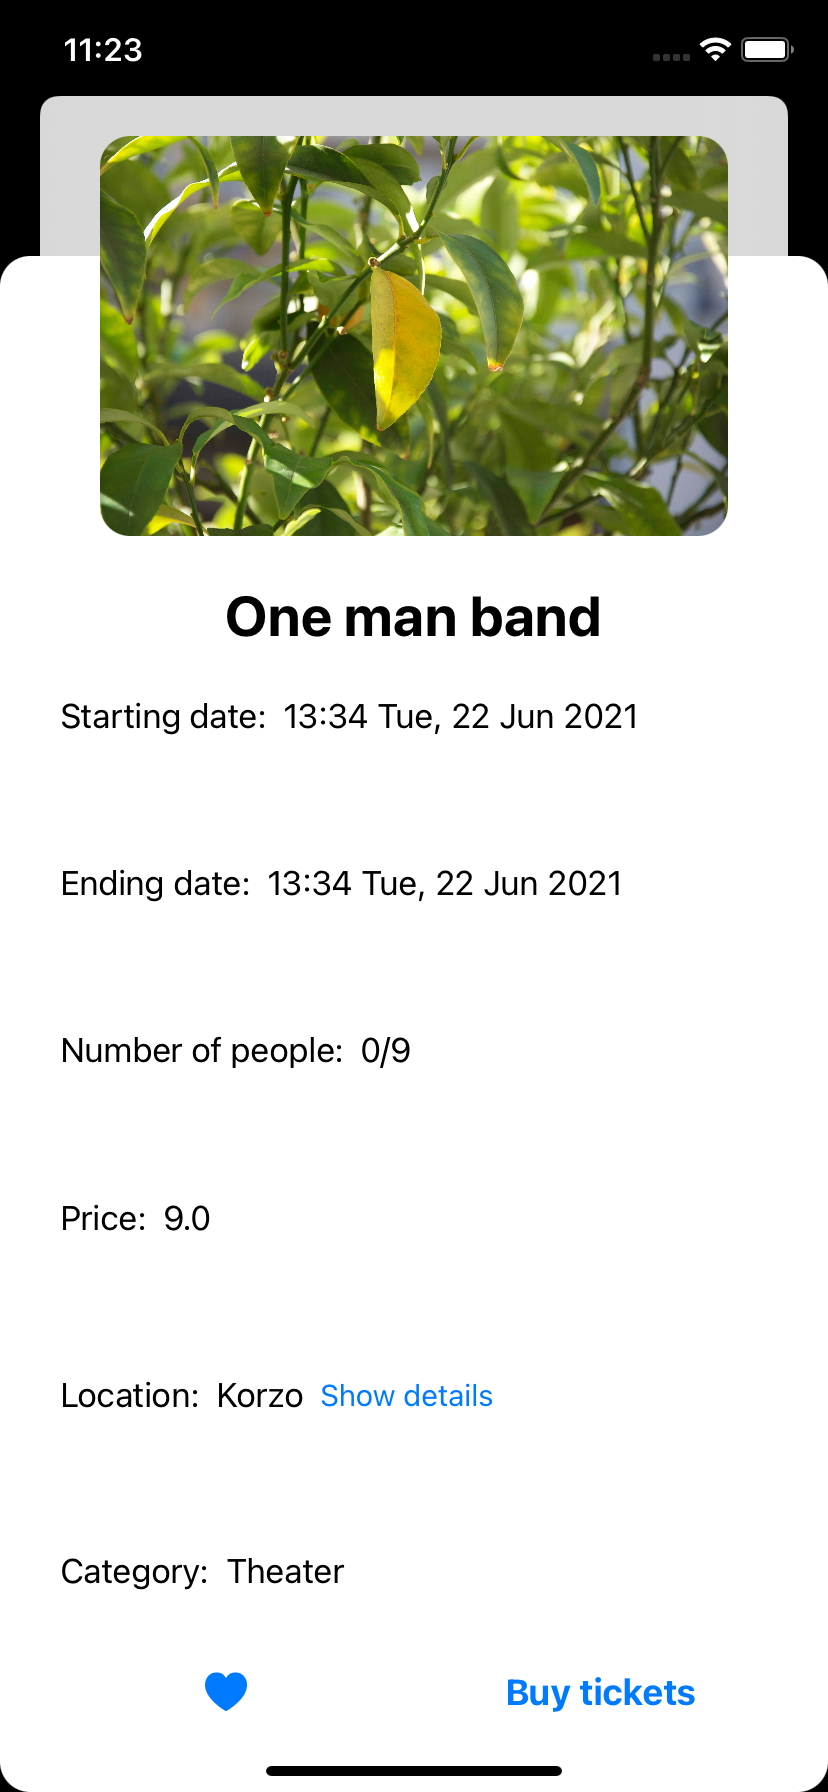 11:23
One man band
Starting date: 13:34 Tue, 22 Jun 2021
Ending date: 13:34 Tue, 22 Jun 2021
Number of people: 0/9
Price: 9.0
Location: Korzo Show details
Category: Theater
Buy tickets